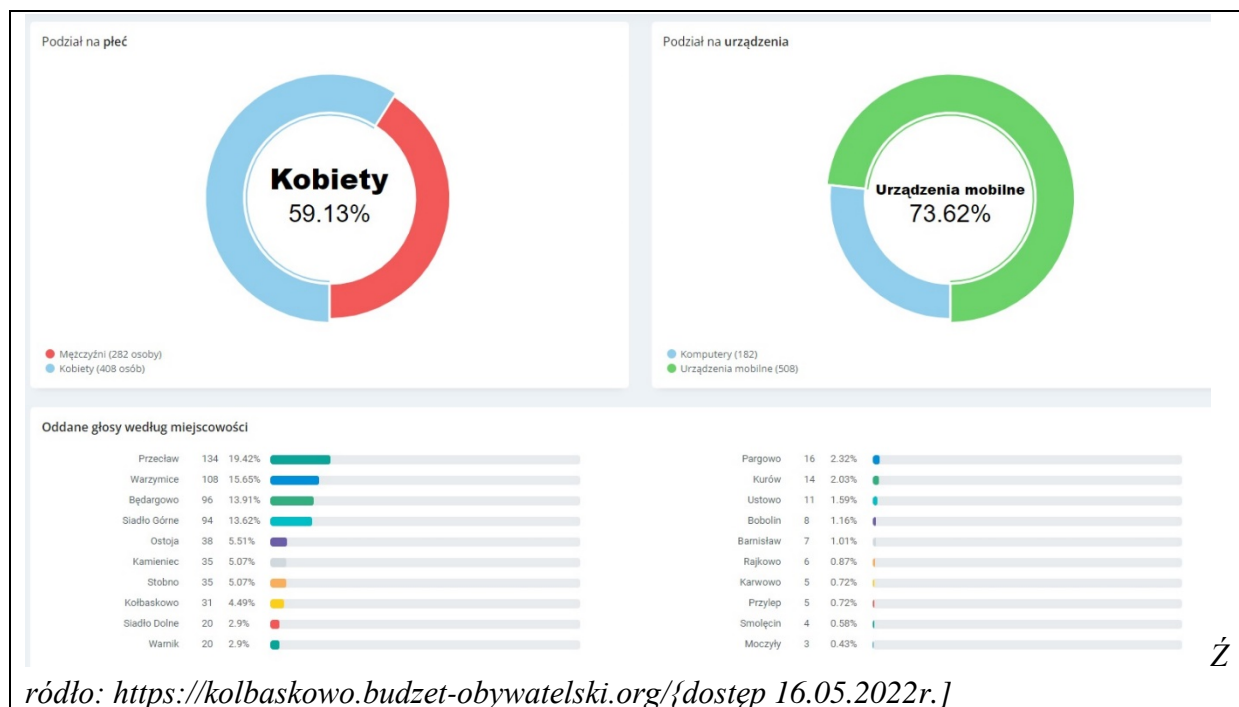 Podział na płeć
Kobiety
59.13%
Mężczyźni (282 osoby)
Kobiety (408 osób)
Podział na urządzenia
Urządzenia mobilne
73.62%
Komputery (182)
Urządzenia mobilne (508)
Oddane głosy według miejscowości
Przecław 134 19.42%
Warzymice 108 15.65%
Będargowo 96 13.91%
Siadło Górne 94 13.62%
Ostoja 38 5.51%
Kamieniec 35 5.07%
Stobno 35 5.07%
Kołbaskowo 31 4.49%
Siadło Dolne 20 2.9%
Warnik 20 2.9%
Pargowo 16 2.32%
Kurów 14 2.03%
Ustowo 11 1.59%
Bobolin 8 1.16%
Barnisław 7 1.01%
Rajkowo 6 0.87%
Karwowo 5 0.72%
Przylep 5 0.72%
Smolęcin 4 0.58%
Moczyły 3 0.43%
Ź
ródło: https://kolbaskowo.budzet-obywatelski.org/{dostęp 16.05.2022r.]